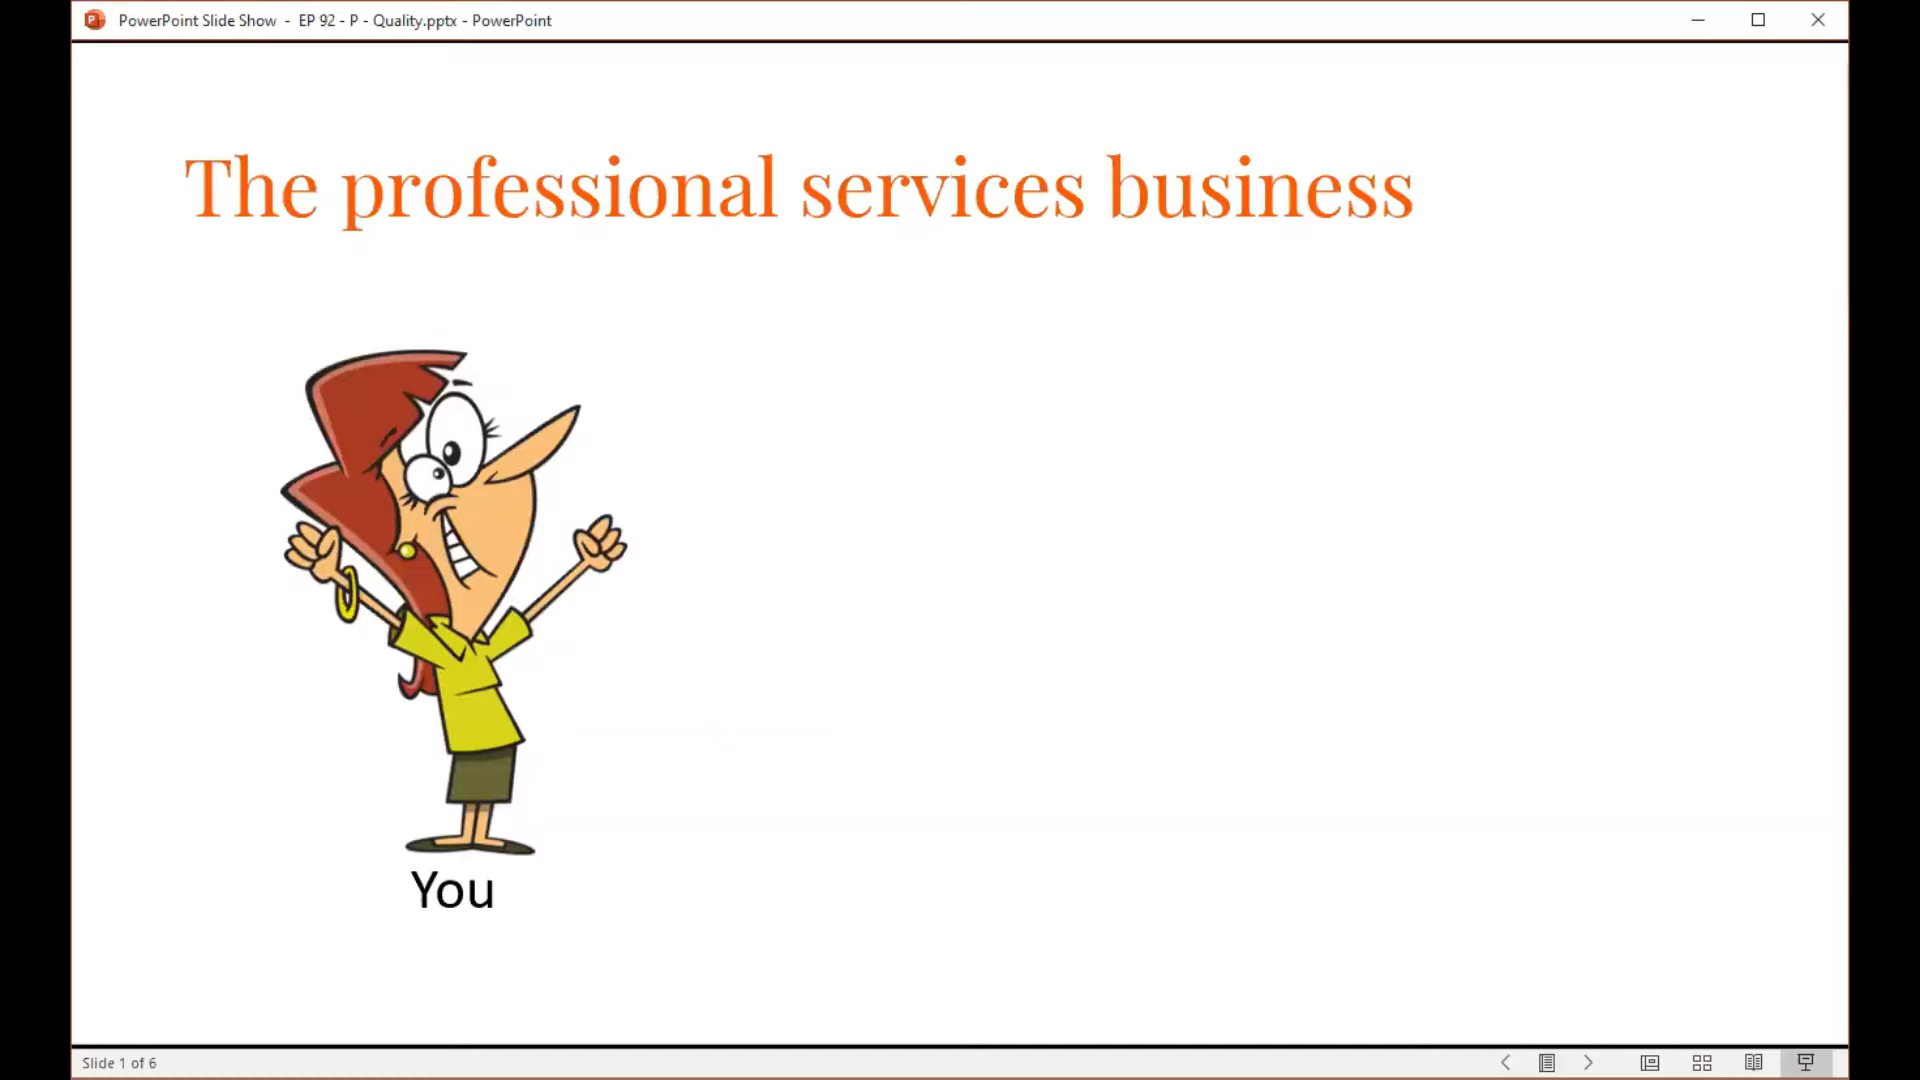 PowerPoint Slide Show - EP 92 - P - Quality.pptx - PowerPoint
The professional services business
You
Slide 1 of 6